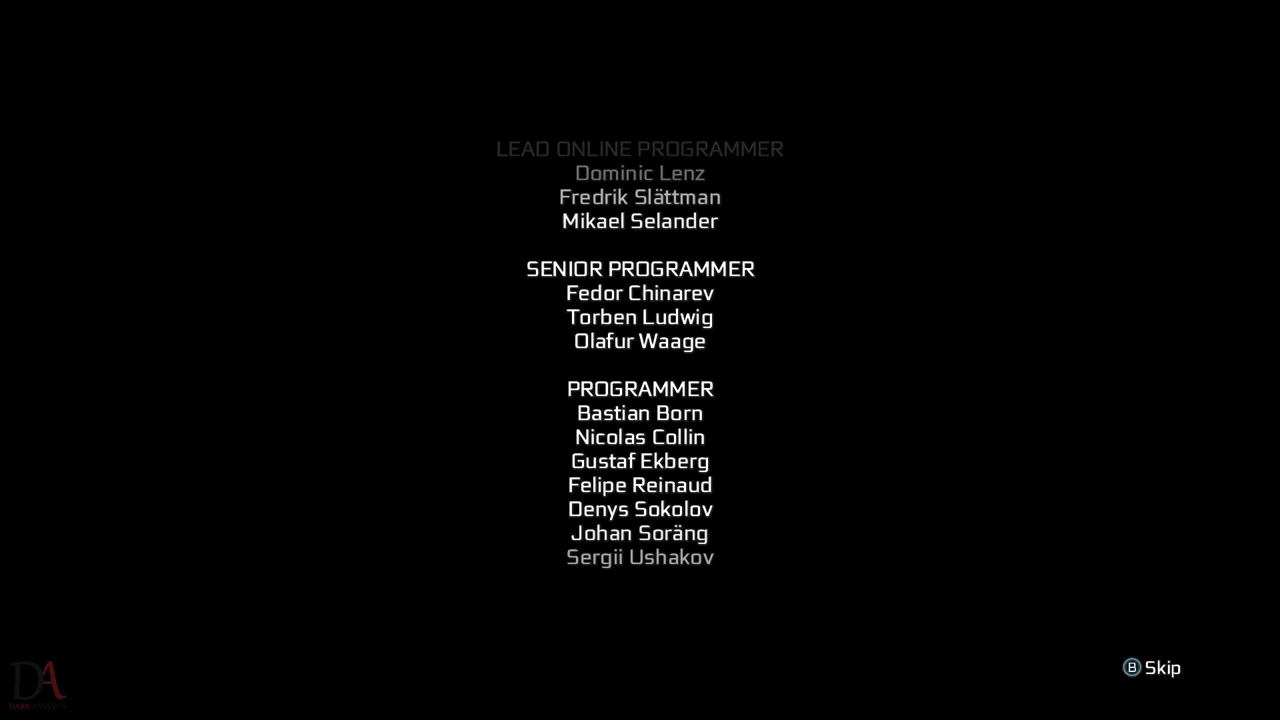 LEAD ONLINE PROGRAMMER
Dominic Lenz
Fredrik Slättman
Mikael Selander
SENIOR PROGRAMMER
Fedor Chinarev
Torben Ludwig
Olafur Waage
PROGRAMMER
Bastian Born
Nicolas Collin
Gustaf Ekberg
Felipe Reinaud
Denys Sokolov
Johan Soräng
Sergii Ushakov
B Skip
DA